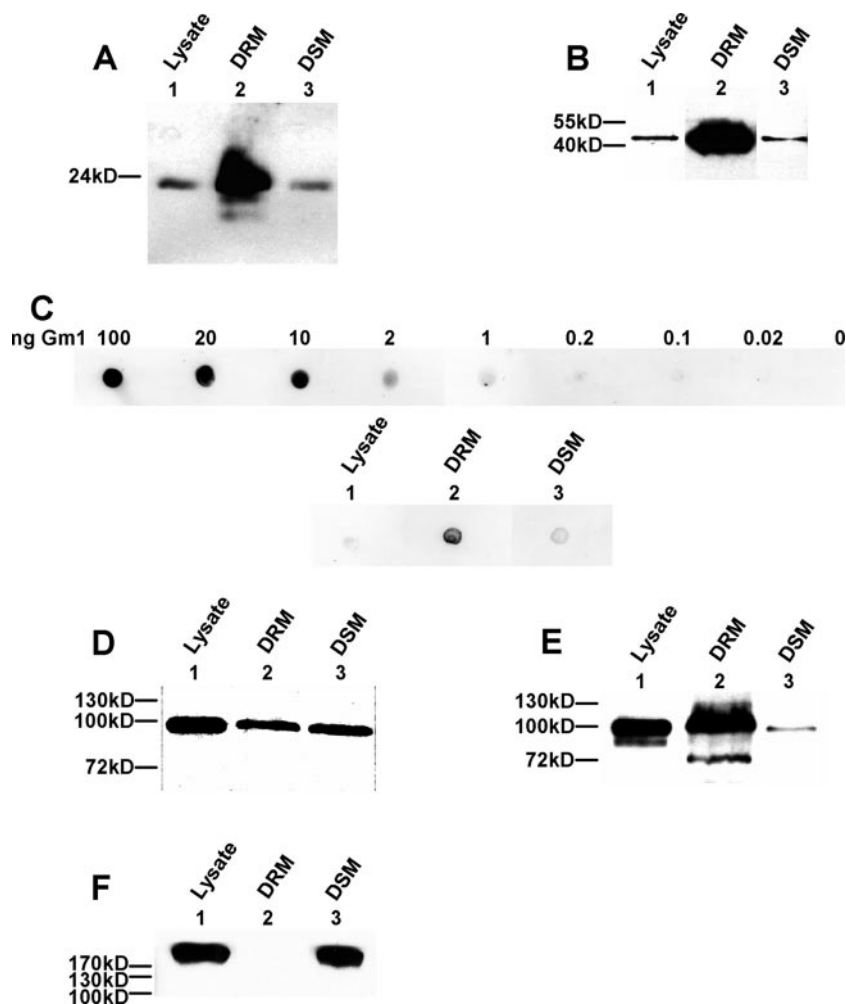 A
Lysate DRM DSM
1 2 3
24kD
B
Lysate DRM DSM
1 2 3
55kD
40kD
C
ng Gm1 100 20 10 2 1 0.2 0.1 0.02 0
Lysate DRM DSM
1 2 3
D
Lysate DRM DSM
1 2 3
130kD
100kD
72kD
E
Lysate DRM DSM
1 2 3
130kD
100kD
72kD
F
Lysate DRM DSM
1 2 3
170kD
130kD
100kD